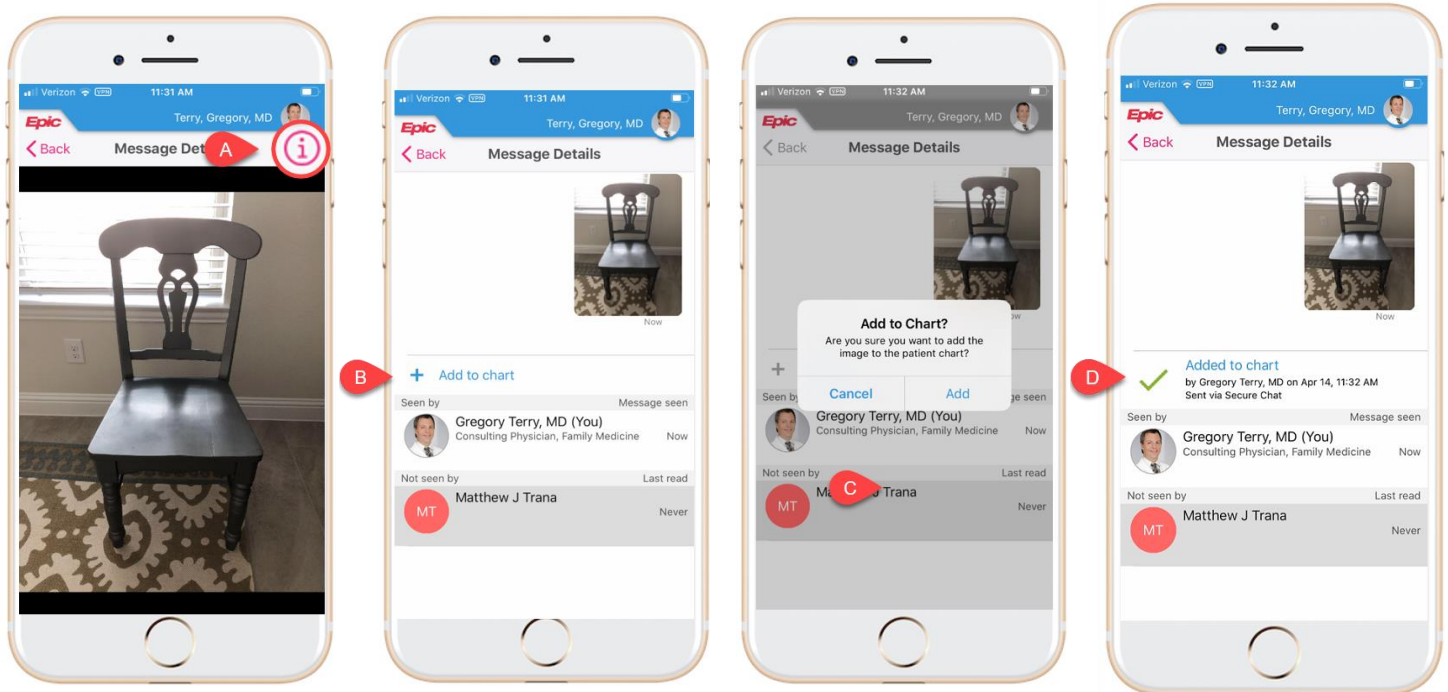 Verizon VPN 11:31 AM
Epic
Terry, Gregory, MD
Back Message Det
A
Verizon VPN 11:31 AM
Epic
Terry, Gregory, MD
Back Message Details
Now
B
+ Add to chart
Seen by Message seen
Gregory Terry, MD (You)
Consulting Physician, Family Medicine Now
Not seen by Last read
MT
Matthew J Trana
Never
Verizon VPN 11:32 AM
Epic
Terry, Gregory, MD
Back Message Details
Add to Chart?
Are you sure you want to add the
image to the patient chart?
+
Cancel Add
Seen by
Gregory Terry, MD (You)
Consulting Physician, Family Medicine Now
Not seen by Last read
C
MT
Trana
Never
Verizon VPN 11:32 AM
Epic
Terry, Gregory, MD
Back Message Details
Now
D
Added to chart
by Gregory Terry, MD on Apr 14, 11:32 AM
Sent via Secure Chat
Seen by Message seen
Gregory Terry, MD (You)
Consulting Physician, Family Medicine Now
Not seen by Last read
MT
Matthew J Trana
Never